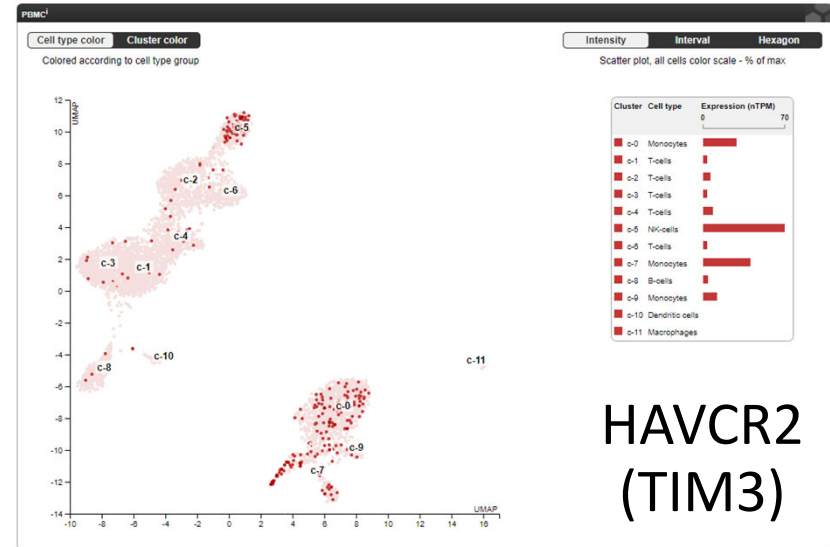 PBMCⁱ
Cell type color Cluster color
Intensity Interval Hexagon
Colored according to cell type group
Scatter plot, all cells color scale - % of max
UMAP
12
10
8
6
4
2
0
-2
-4
-6
-8
-10
-12
-14
c-5
c-2
c-6
c-4
c-3
c-1
c-10
c-8
c-11
c-0
c-9
c-7
UMAP
-10 -8 -6 -4 -2 0 2 4 6 8 10 12 14 16
Cluster Cell type Expression (nTPM)
0 70
c-0 Monocytes
c-1 T-cells
c-2 T-cells
c-3 T-cells
c-4 T-cells
c-5 NK-cells
c-6 T-cells
c-7 Monocytes
c-8 B-cells
c-9 Monocytes
c-10 Dendritic cells
c-11 Macrophages
HAVCR2
(TIM3)